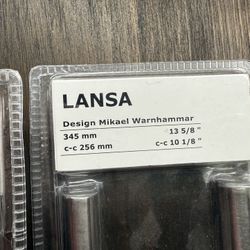 LANSA
Design Mikael Warnhammar
345 mm 13 5/8 "
c-c 256 mm c-c 10 1/8 "